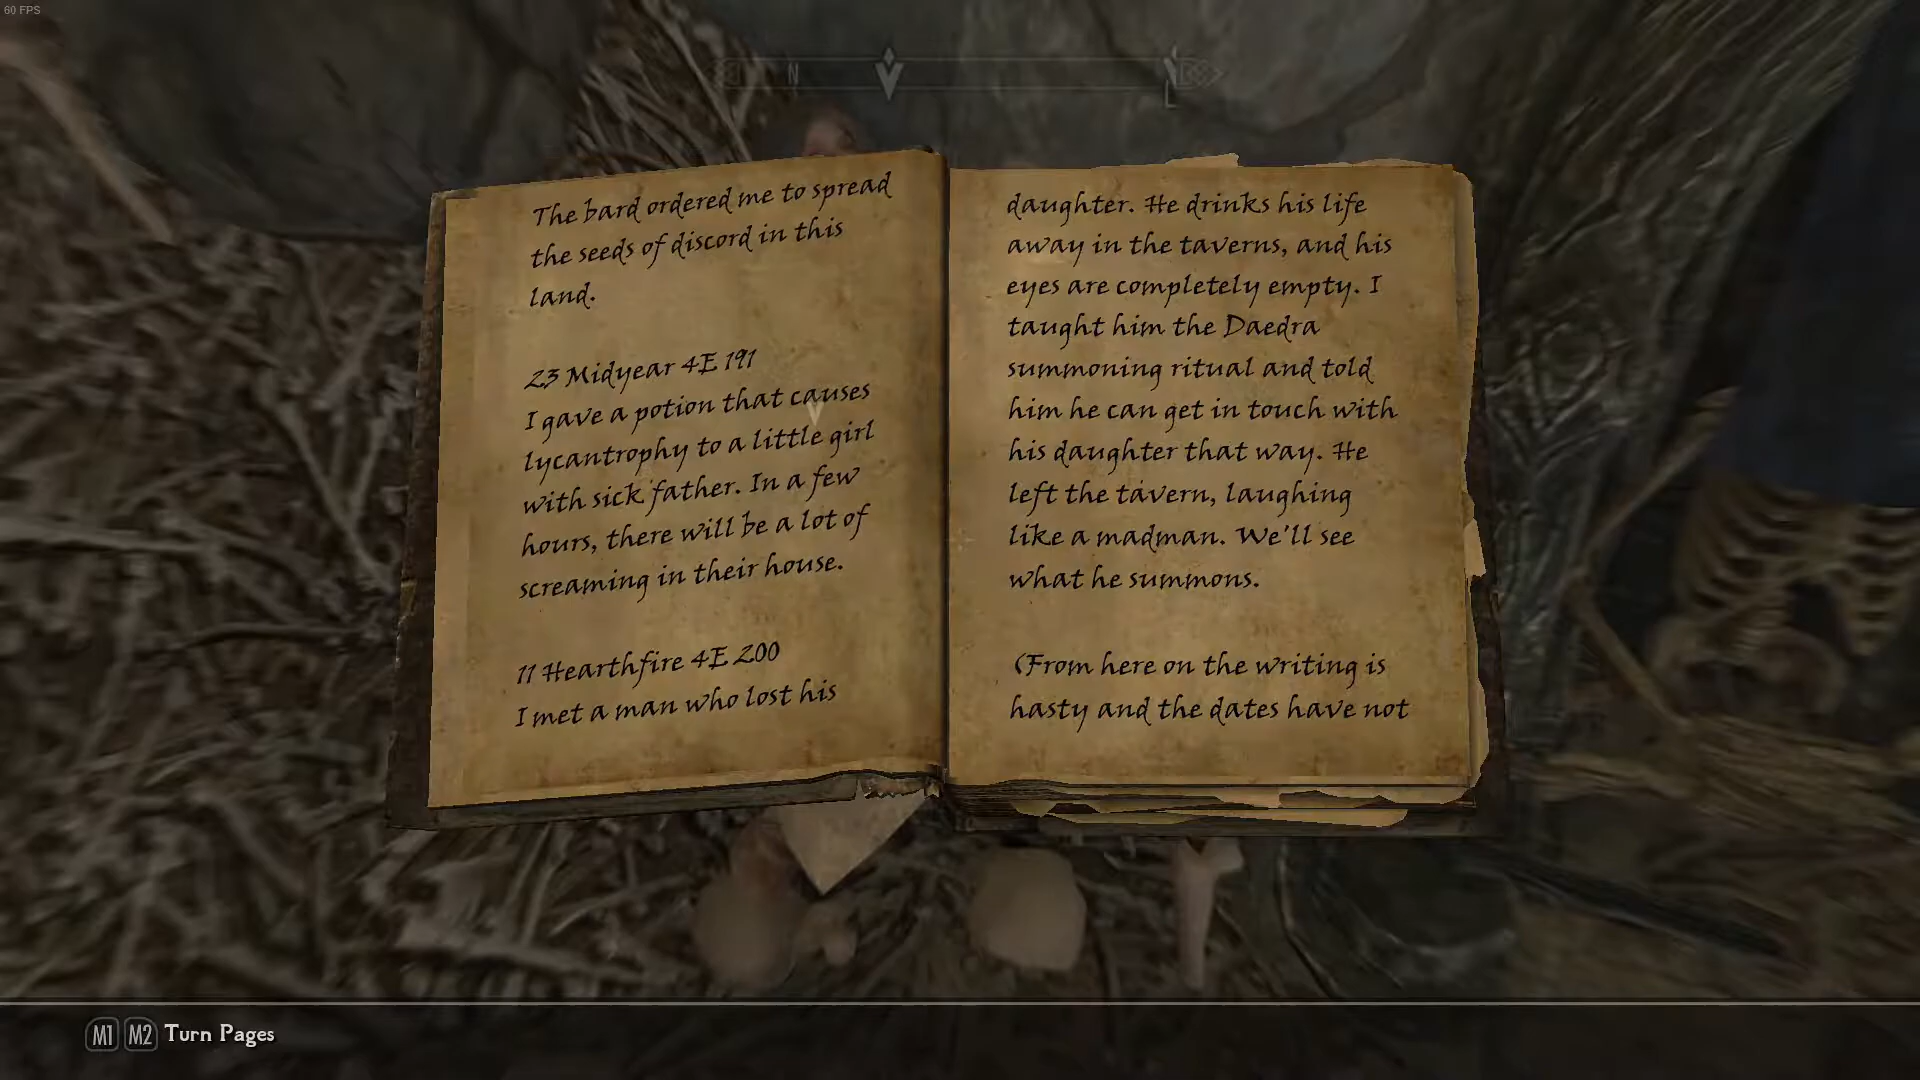 60 FPS
N
The bard ordered me to spread
the seeds of discord in this
land.
23 Midyear 4E 191
I gave a potion that causes
lycantrophy to a little girl
with sick father. In a few
hours, there will be a lot of
screaming in their house.
11 Hearthfire 4E 200
I met a man who lost his
daughter. He drinks his life
away in the taverns, and his
eyes are completely empty. I
taught him the Daedra
summoning ritual and told
him he can get in touch with
his daughter that way. He
left the tavern, laughing
like a madman. We'll see
what he summons.
(From here on the writing is
hasty and the dates have not
M1 M2 Turn Pages